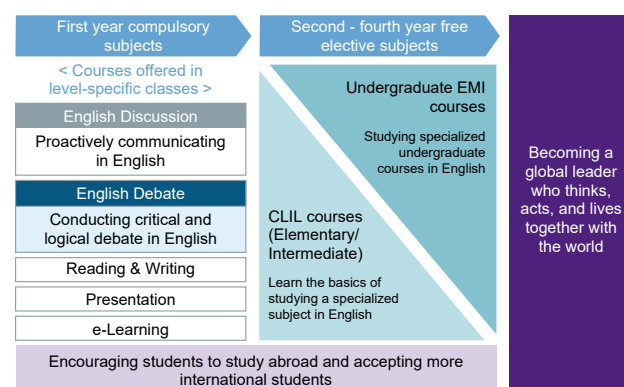 First year compulsory
subjects
< Courses offered in
level-specific classes >
English Discussion
Proactively communicating
in English
English Debate
Conducting critical and
logical debate in English
Reading & Writing
Presentation
e-Learning
Second - fourth year free
elective subjects
Undergraduate EMI
courses
Studying specialized
undergraduate
courses in English
CLIL courses
(Elementary/
Intermediate)
Learn the basics of
studying a specialized
subject in English
Encouraging students to study abroad and accepting more
international students
Becoming a
global leader
who thinks,
acts, and lives
together with
the world